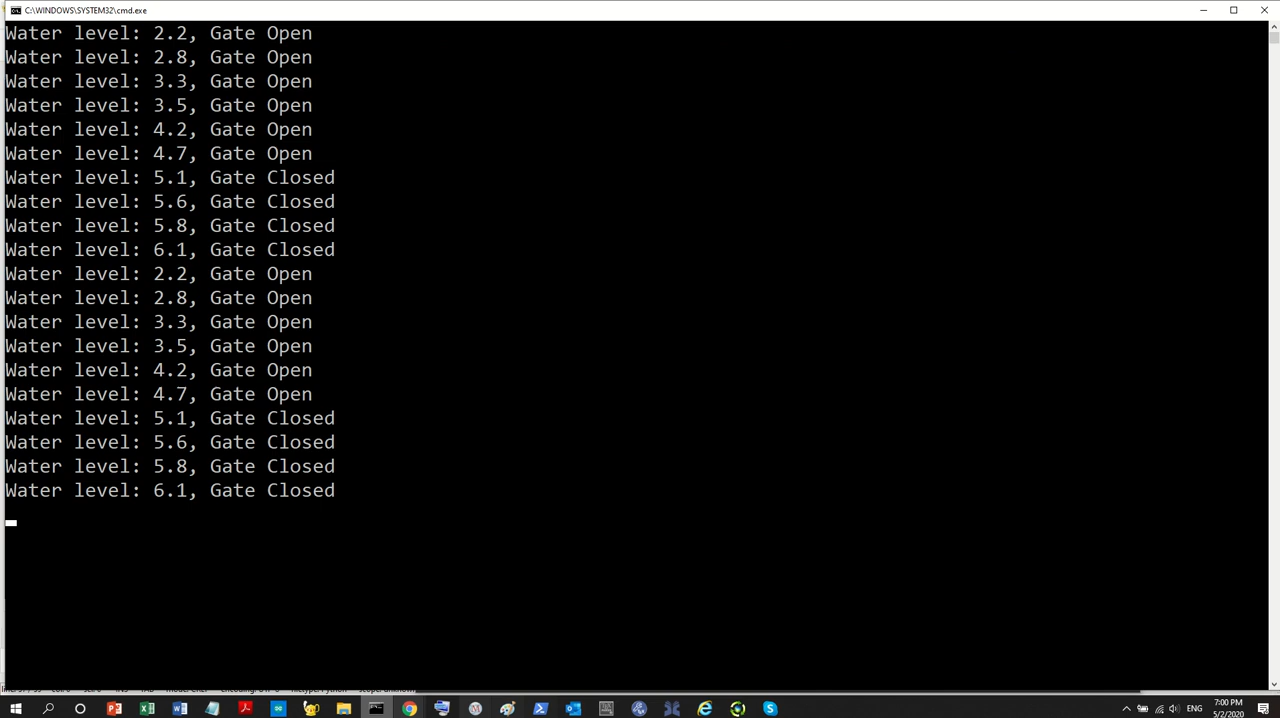 C:\WINDOWS\SYSTEM32\cmd.exe
Water level: 2.2, Gate Open
Water level: 2.8, Gate Open
Water level: 3.3, Gate Open
Water level: 3.5, Gate Open
Water level: 4.2, Gate Open
Water level: 4.7, Gate Open
Water level: 5.1, Gate Closed
Water level: 5.6, Gate Closed
Water level: 5.8, Gate Closed
Water level: 6.1, Gate Closed
Water level: 2.2, Gate Open
Water level: 2.8, Gate Open
Water level: 3.3, Gate Open
Water level: 3.5, Gate Open
Water level: 4.2, Gate Open
Water level: 4.7, Gate Open
Water level: 5.1, Gate Closed
Water level: 5.6, Gate Closed
Water level: 5.8, Gate Closed
Water level: 6.1, Gate Closed
ENG
7:00 PM
5/2/2020